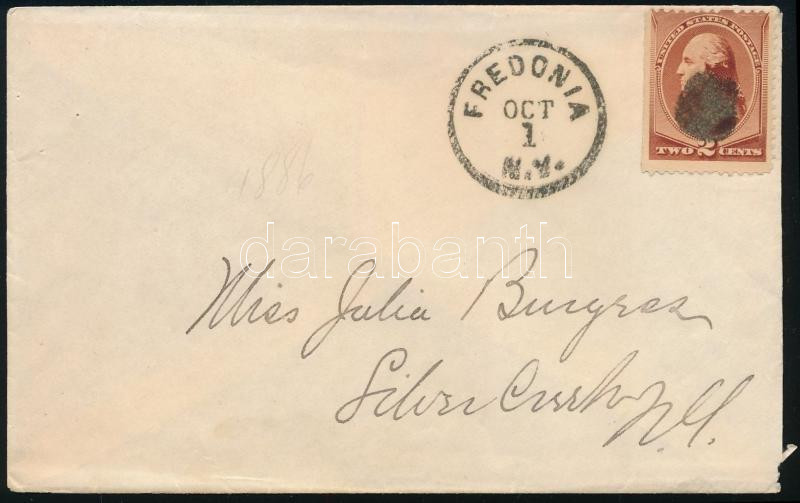 FREDONIA
OCT
1
N.Y.
UNITED STATES POSTAGE
TWO 2 CENTS
1886
darabanth
Miss Julia Burgess
Silver Creek N.Y.